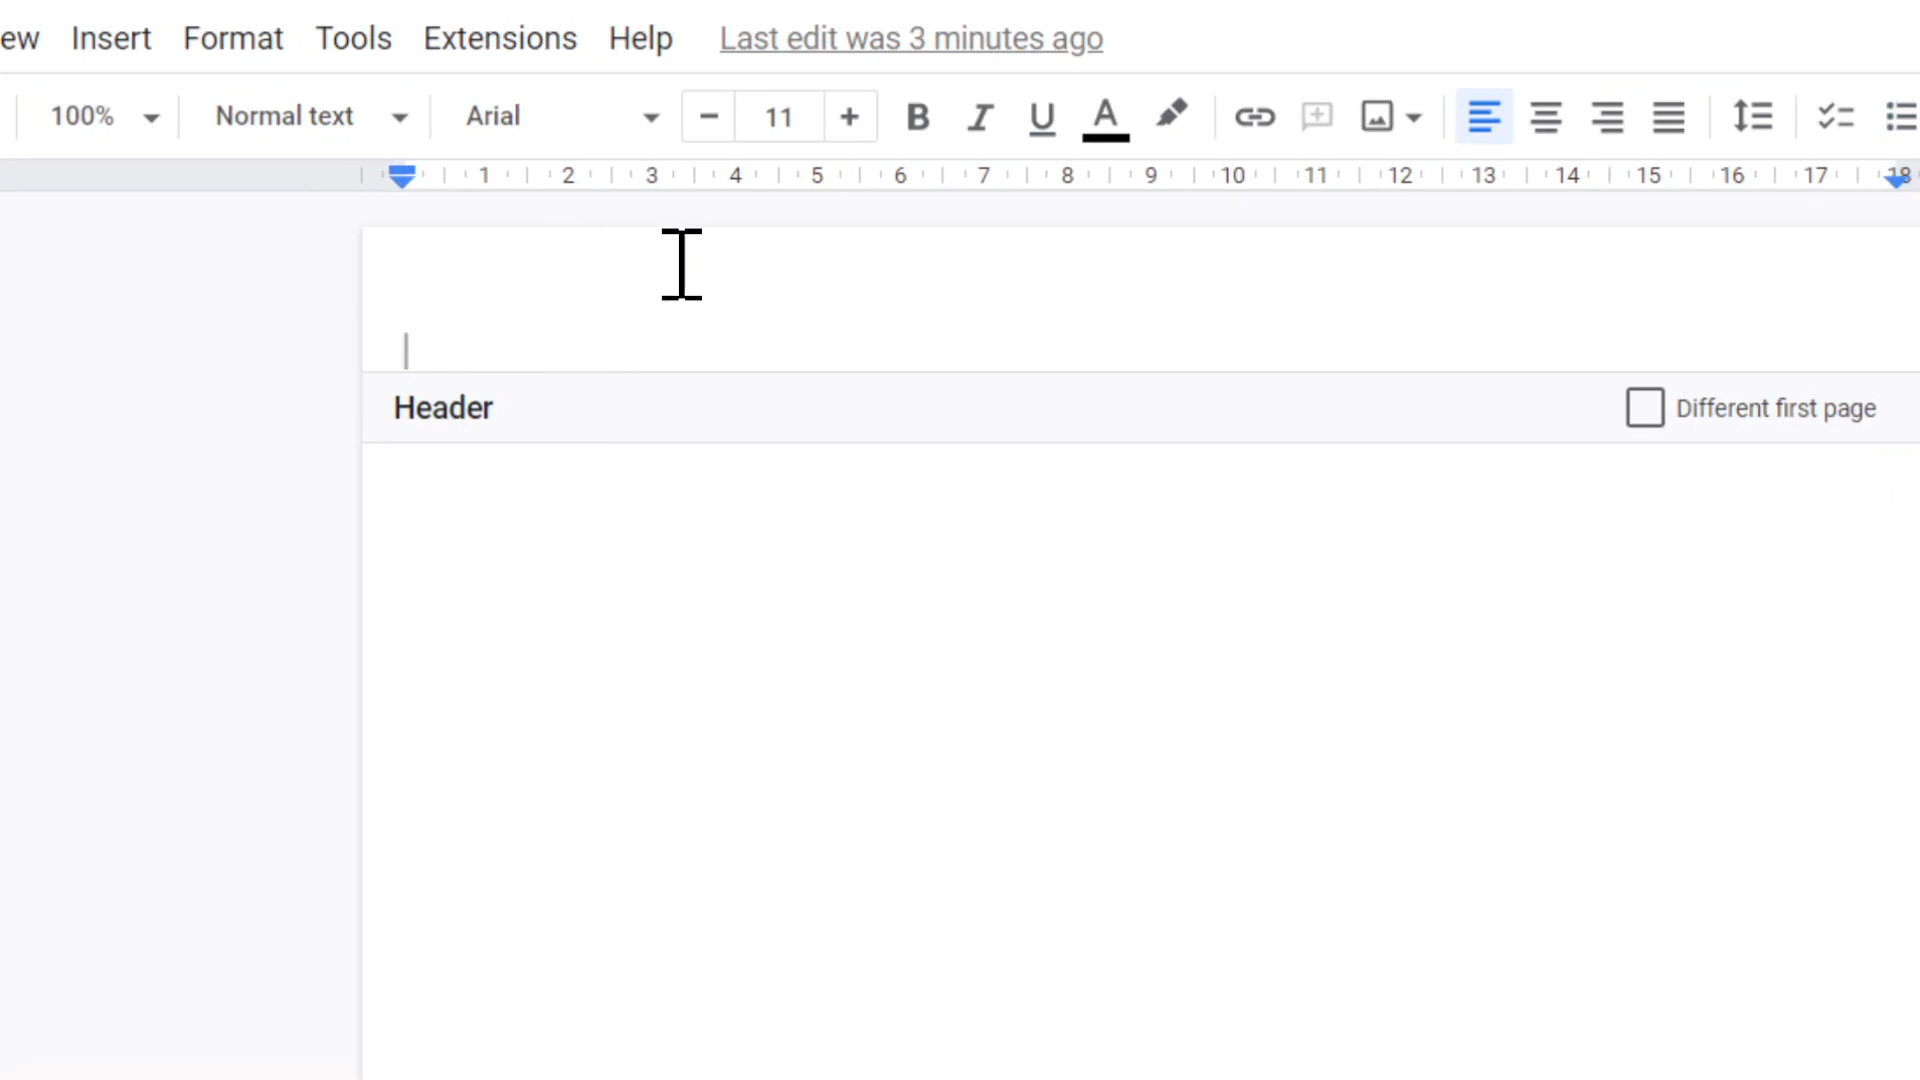 ew Insert Format Tools Extensions Help Last edit was 3 minutes ago
100% Normal text Arial 11 B I U A
1 2 3 4 5 6 7 8 9 10 11 12 13 14 15 16 17 18
Header Different first page